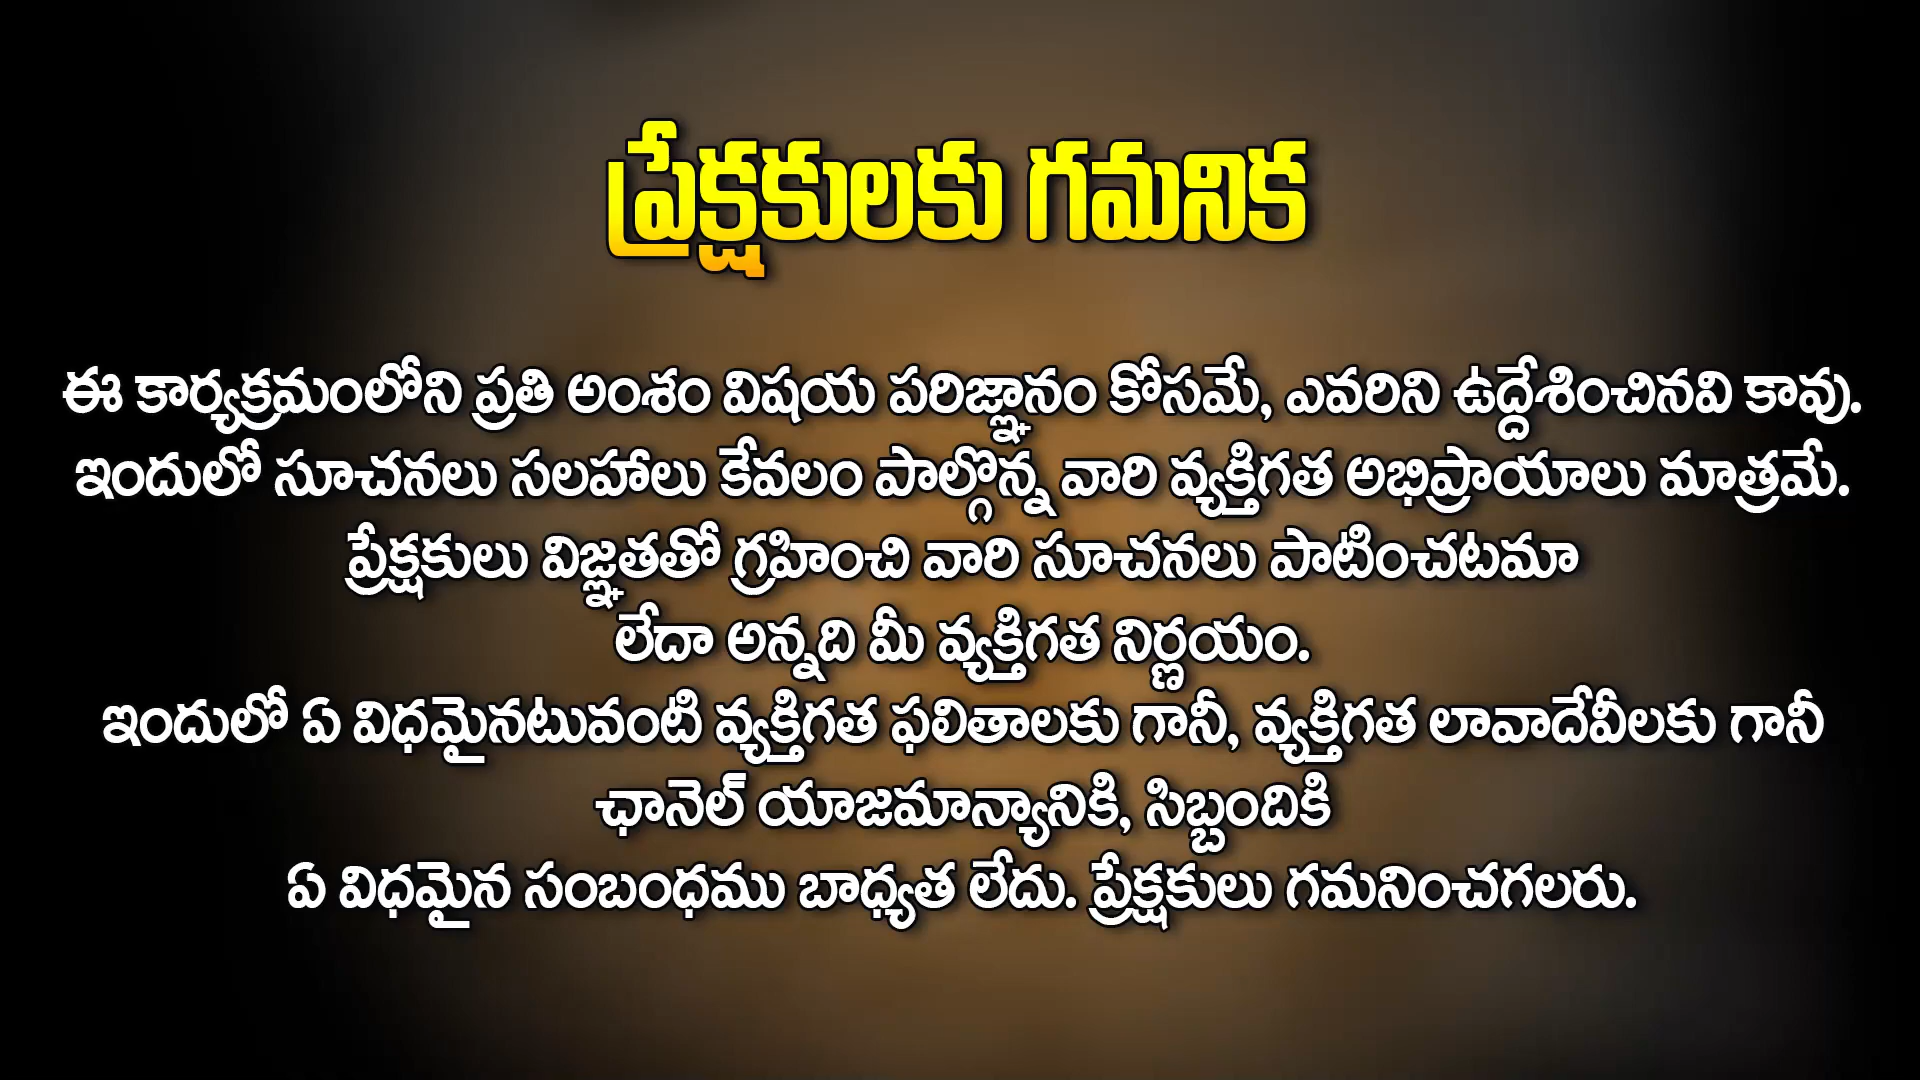 ప్రేక్షకులకు గమనిక
ఈ కార్యక్రమంలోని ప్రతి అంశం విషయ పరిజ్ఞానం కోసమే, ఎవరిని ఉద్దేశించినవి కావు.
ఇందులో సూచనలు సలహాలు కేవలం పాల్గొన్న వారి వ్యక్తిగత అభిప్రాయాలు మాత్రమే.
ప్రేక్షకులు విజ్ఞతతో గ్రహించి వారి సూచనలు పాటించటమా
లేదా అన్నది మీ వ్యక్తిగత నిర్ణయం.
ఇందులో ఏ విధమైనటువంటి వ్యక్తిగత ఫలితాలకు గానీ, వ్యక్తిగత లావాదేవీలకు గానీ
ఛానెల్ యాజమాన్యానికి, సిబ్బందికి
ఏ విధమైన సంబంధము బాధ్యత లేదు. ప్రేక్షకులు గమనించగలరు.